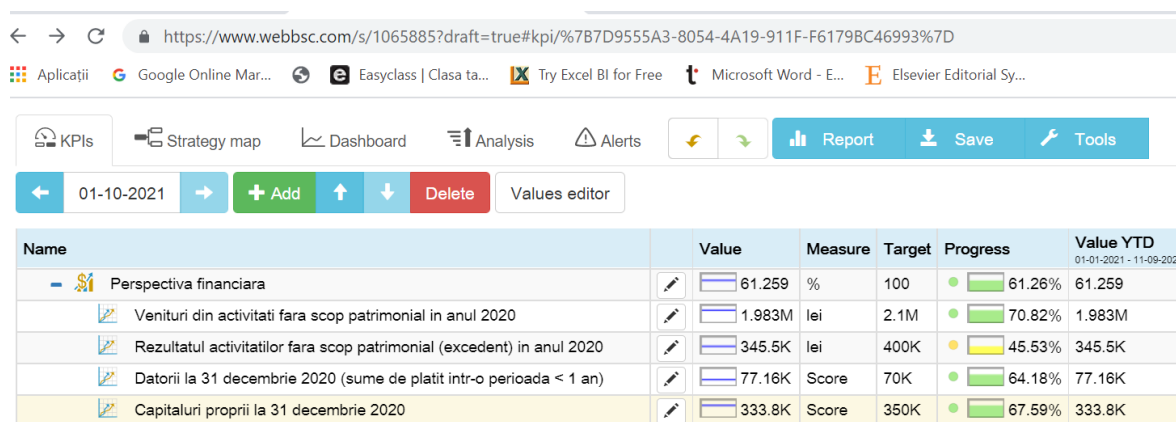 https://www.webbsc.com/s/1065885?draft=true#kpi/%7B7D9555A3-8054-4A19-911F-F6179BC46993%7D
Aplicații G Google Online Mar... e Easyclass | Clasa ta... X Try Excel BI for Free t Microsoft Word - E... E Elsevier Editorial Sy...
KPIs Strategy map Dashboard Analysis Alerts Report Save Tools
01-10-2021 + Add Delete Values editor
Name Value Measure Target Progress Value YTD
01-01-2021 - 11-09-202
Perspectiva financiara 61.259 % 100 61.26% 61.259
Venituri din activitati fara scop patrimonial in anul 2020 1.983M lei 2.1M 70.82% 1.983M
Rezultatul activitatilor fara scop patrimonial (excedent) in anul 2020 345.5K lei 400K 45.53% 345.5K
Datorii la 31 decembrie 2020 (sume de platit intr-o perioada < 1 an) 77.16K Score 70K 64.18% 77.16K
Capitaluri proprii la 31 decembrie 2020 333.8K Score 350K 67.59% 333.8K